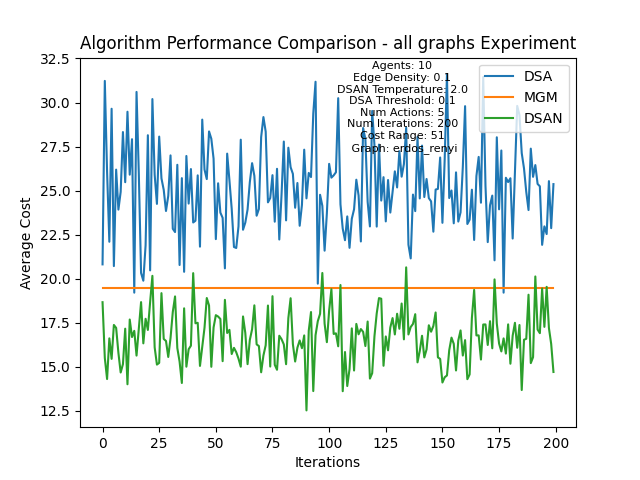 Algorithm Performance Comparison - all graphs Experiment
Agents: 10
Edge Density: 0.1
DSAN Temperature: 2.0
DSA Threshold: 0.1
Num Actions: 5
Num Iterations: 200
Cost Range: 51
Graph: erdos_renyi
DSA
MGM
DSAN
Average Cost
32.5
30.0
27.5
25.0
22.5
20.0
17.5
15.0
12.5
0 25 50 75 100 125 150 175 200
Iterations